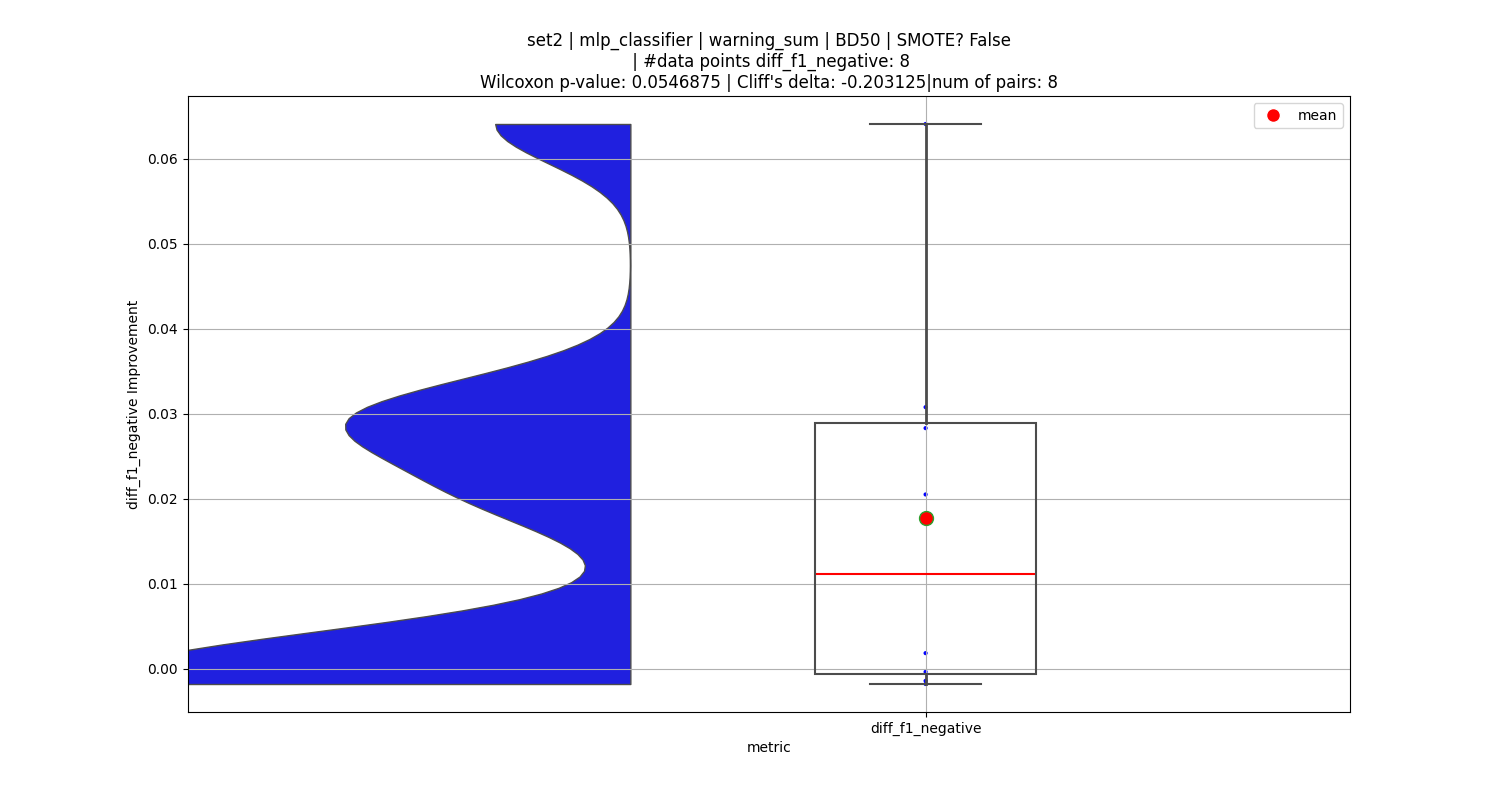 set2 | mlp_classifier | warning_sum | BD50 | SMOTE? False
| #data points diff_f1_negative: 8
Wilcoxon p-value: 0.0546875 | Cliff's delta: -0.203125|num of pairs: 8
mean
0.06
0.05
0.04
0.03
0.02
0.01
0.00
diff_f1_negative Improvement
diff_f1_negative
metric